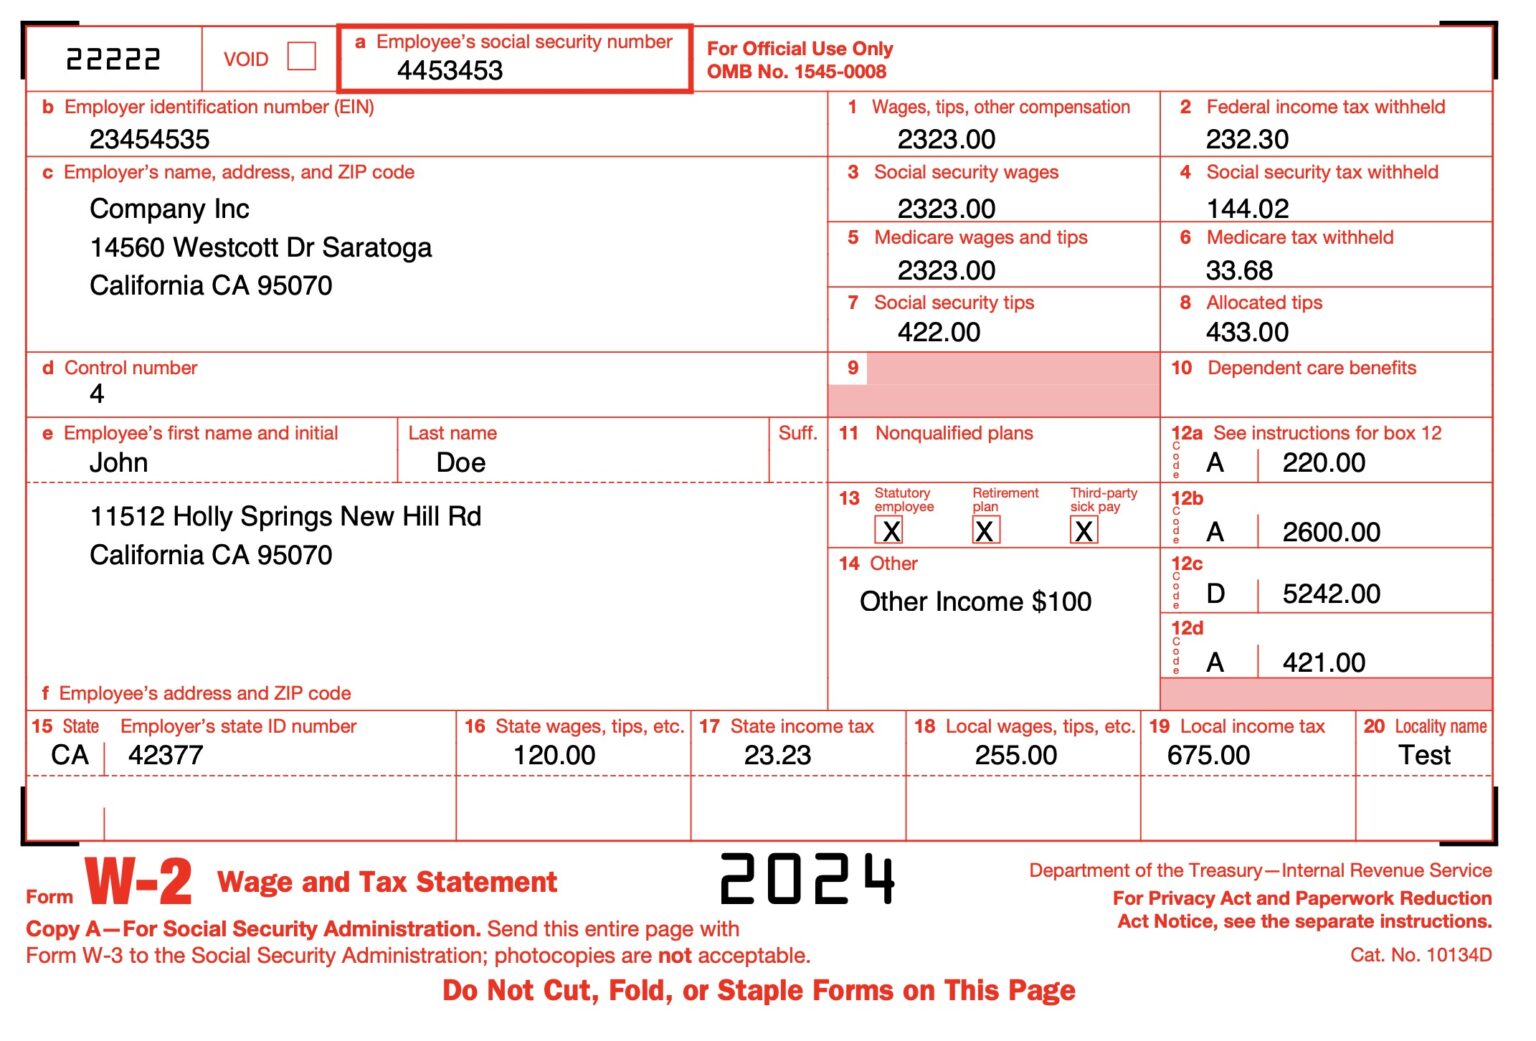 22222
VOID
a Employee's social security number
4453453
For Official Use Only
OMB No. 1545-0008
b Employer identification number (EIN)
23454535
1 Wages, tips, other compensation
2323.00
2 Federal income tax withheld
232.30
c Employer's name, address, and ZIP code
Company Inc
14560 Westcott Dr Saratoga
California CA 95070
3 Social security wages
2323.00
4 Social security tax withheld
144.02
5 Medicare wages and tips
2323.00
6 Medicare tax withheld
33.68
7 Social security tips
422.00
8 Allocated tips
433.00
d Control number
4
9
10 Dependent care benefits
e Employee's first name and initial
John
Last name
Doe
Suff.
11 Nonqualified plans
12a See instructions for box 12
Code
A 220.00
11512 Holly Springs New Hill Rd
California CA 95070
13 Statutory employee
X
Retirement plan
X
Third-party sick pay
X
12b
Code
A 2600.00
14 Other
Other Income $100
12c
Code
D 5242.00
12d
Code
A 421.00
f Employee's address and ZIP code
15 State
CA
Employer's state ID number
42377
16 State wages, tips, etc.
120.00
17 State income tax
23.23
18 Local wages, tips, etc.
255.00
19 Local income tax
675.00
20 Locality name
Test
Form W-2 Wage and Tax Statement
2024
Department of the Treasury—Internal Revenue Service
For Privacy Act and Paperwork Reduction
Act Notice, see the separate instructions.
Copy A—For Social Security Administration. Send this entire page with
Form W-3 to the Social Security Administration; photocopies are not acceptable.
Cat. No. 10134D
Do Not Cut, Fold, or Staple Forms on This Page